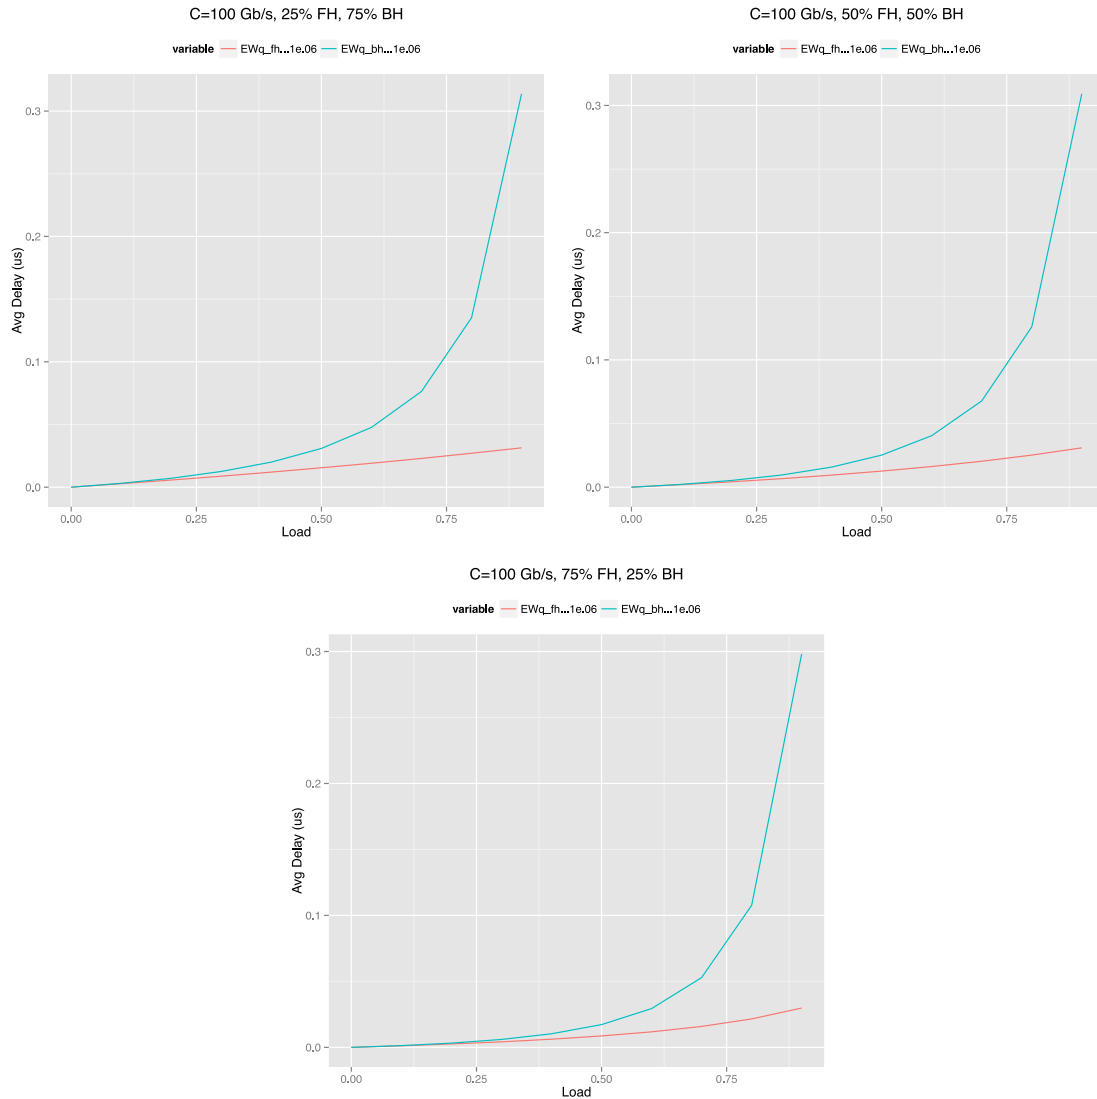 C=100 Gb/s, 25% FH, 75% BH
variable EWq_fh...1e.06 EWq_bh...1e.06
0.3
0.2
0.1
0.0
Avg Delay (us)
0.00 0.25 0.50 0.75
Load
C=100 Gb/s, 50% FH, 50% BH
variable EWq_fh...1e.06 EWq_bh...1e.06
0.3
0.2
0.1
0.0
Avg Delay (us)
0.00 0.25 0.50 0.75
Load
C=100 Gb/s, 75% FH, 25% BH
variable EWq_fh...1e.06 EWq_bh...1e.06
0.3
0.2
0.1
0.0
Avg Delay (us)
0.00 0.25 0.50 0.75
Load